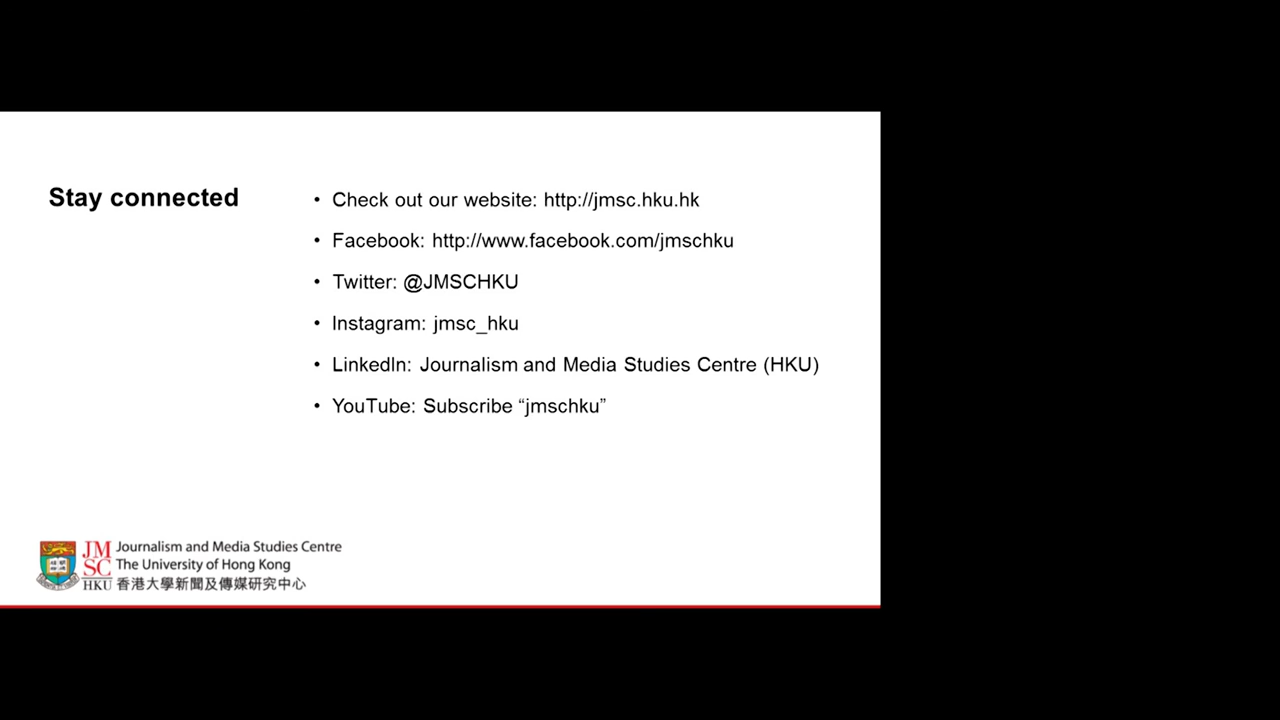 Stay connected
• Check out our website: http://jmsc.hku.hk
• Facebook: http://www.facebook.com/jmschku
• Twitter: @JMSCHKU
• Instagram: jmsc_hku
• LinkedIn: Journalism and Media Studies Centre (HKU)
• YouTube: Subscribe “jmschku”
JM
SC
HKU
Journalism and Media Studies Centre
The University of Hong Kong
香港大學新聞及傳媒研究中心